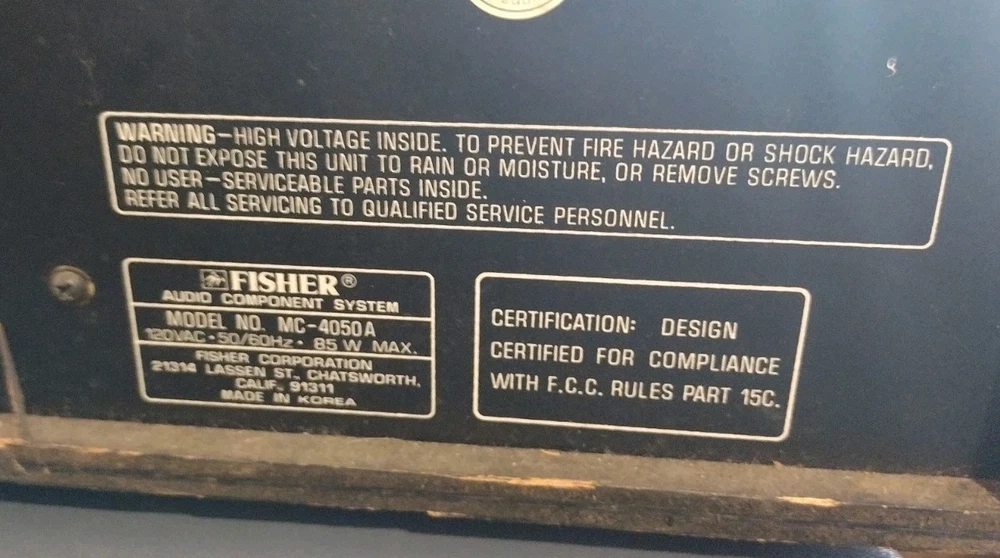 WARNING—HIGH VOLTAGE INSIDE. TO PREVENT FIRE HAZARD OR SHOCK HAZARD,
DO NOT EXPOSE THIS UNIT TO RAIN OR MOISTURE, OR REMOVE SCREWS.
NO USER—SERVICEABLE PARTS INSIDE.
REFER ALL SERVICING TO QUALIFIED SERVICE PERSONNEL.
FISHER®
AUDIO COMPONENT SYSTEM
MODEL NO. MC-4050A
120VAC • 50/60Hz • 85 W MAX.
FISHER CORPORATION
21314 LASSEN ST., CHATSWORTH,
CALIF. 91311
MADE IN KOREA
CERTIFICATION: DESIGN
CERTIFIED FOR COMPLIANCE
WITH F.C.C. RULES PART 15C.